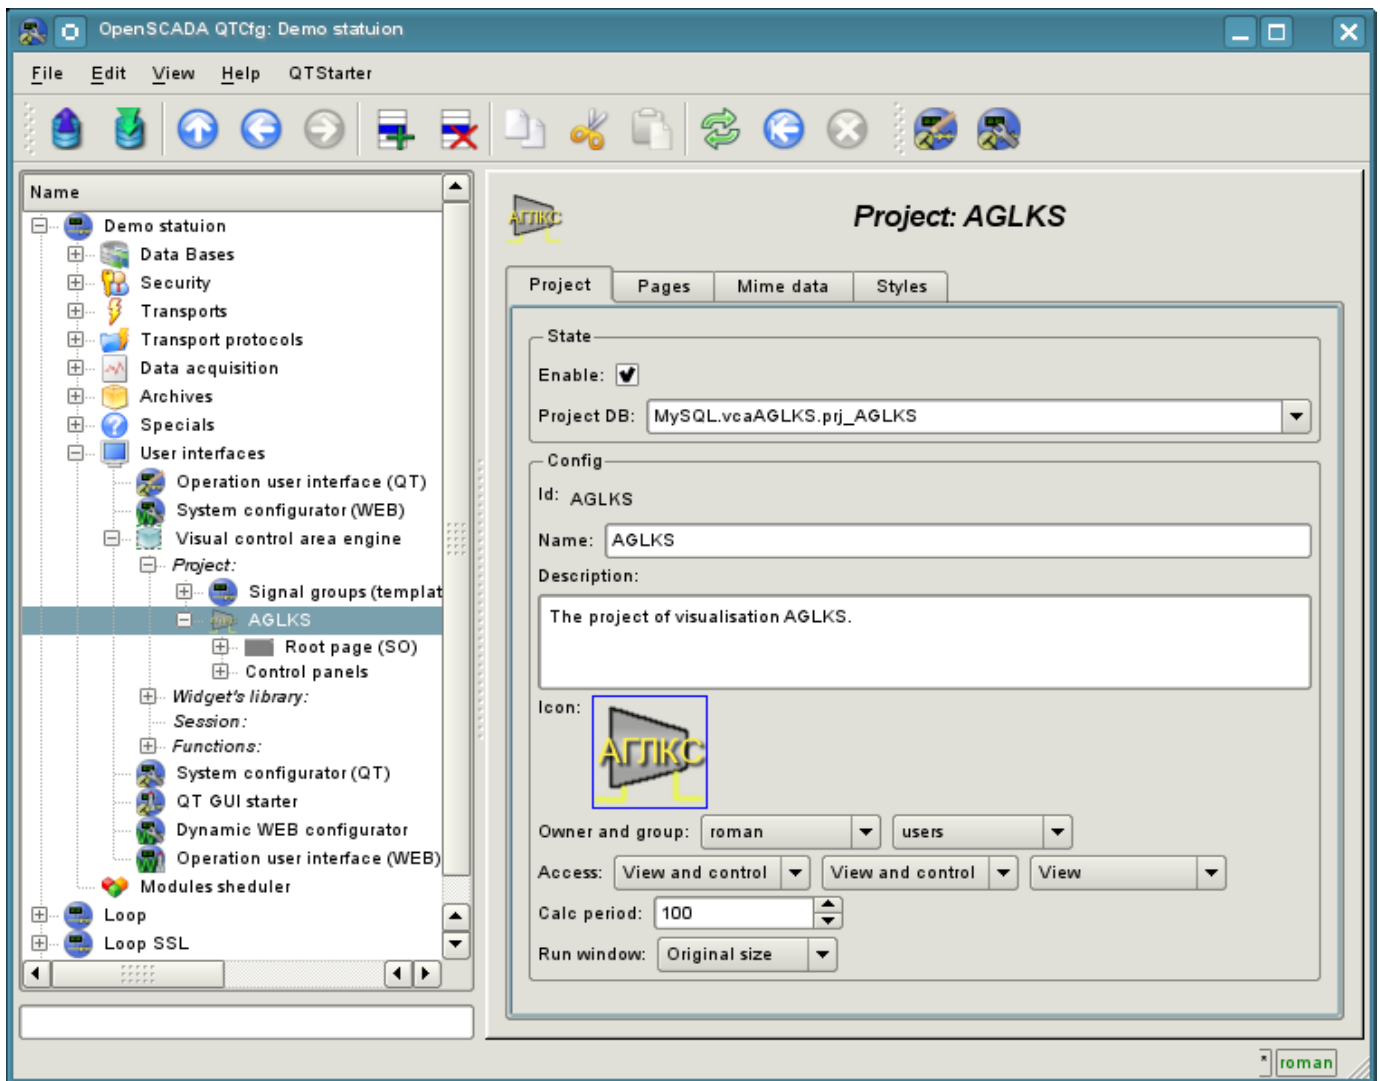 OpenSCADA QTCfg: Demo statuion
File Edit View Help QTStarter
Name
Demo statuion
Data Bases
Security
Transports
Transport protocols
Data acquisition
Archives
Specials
User interfaces
Operation user interface (QT)
System configurator (WEB)
Visual control area engine
Project:
Signal groups (templat
AGLKS
Root page (SO)
Control panels
Widget's library:
Session:
Functions:
System configurator (QT)
QT GUI starter
Dynamic WEB configurator
Operation user interface (WEB)
Modules sheduler
Loop
Loop SSL
АГЛКС
Project: AGLKS
Project Pages Mime data Styles
State
Enable:
Project DB: MySQL.vcaAGLKS.prj_AGLKS
Config
Id: AGLKS
Name: AGLKS
Description:
The project of visualisation AGLKS.
Icon:
АГЛКС
Owner and group: roman users
Access: View and control View and control View
Calc period: 100
Run window: Original size
* roman